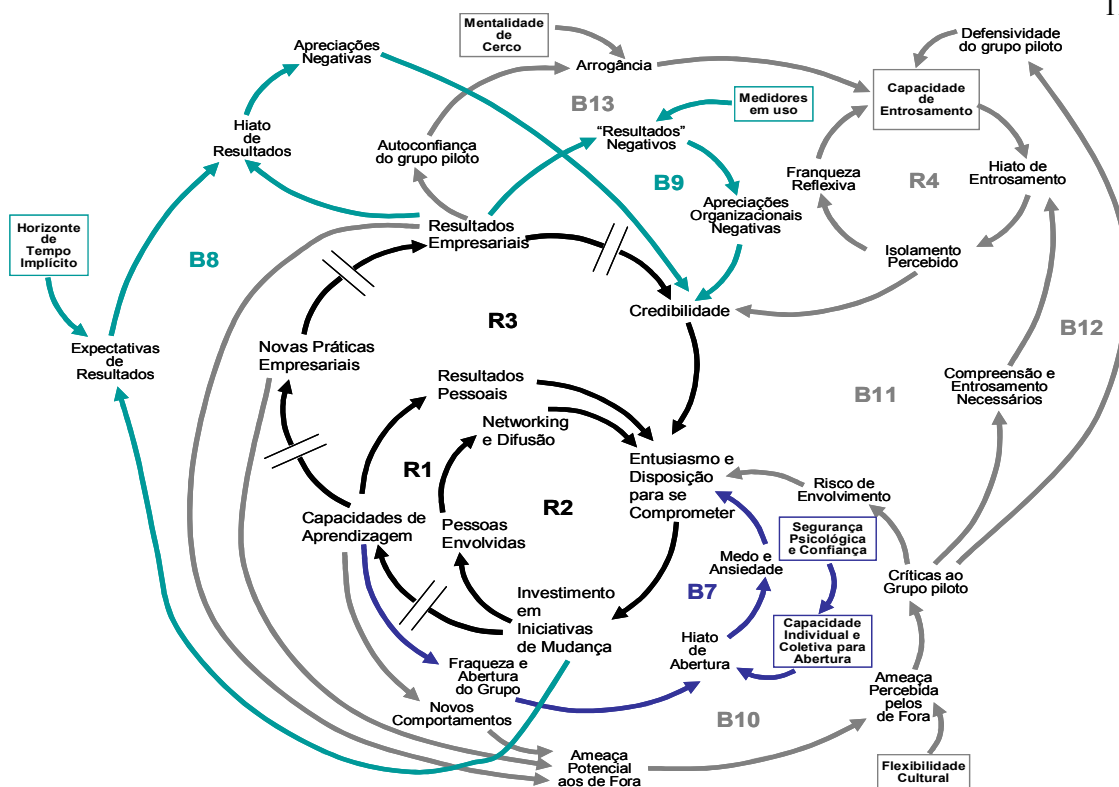 Mentalidade
de
Cerco
Apreciações
Negativas
Arrogância
Defensividade
do grupo piloto
Capacidade
de
Entrosamento
B13
Medidores
em uso
Hiato
de
Resultados
Autoconfiança
do grupo piloto
“Resultados”
Negativos
Franqueza
Reflexiva
R4
Hiato de
Entrosamento
B9
Apreciações
Organizacionais
Negativas
Horizonte
de
Tempo
Implícito
B8
Resultados
Empresariais
Isolamento
Percebido
Credibilidade
R3
B12
Expectativas
de
Resultados
Novas Práticas
Empresariais
Resultados
Pessoais
B11
Compreensão e
Entrosamento
Necessários
Networking
e Difusão
R1
Entusiasmo e
Disposição
para se
Comprometer
Risco de
Envolvimento
R2
Capacidades de
Aprendizagem
Pessoas
Envolvidas
Segurança
Psicológica
e Confiança
Medo e
Ansiedade
Críticas ao
Grupo piloto
B7
Investimento
em
Iniciativas
de Mudança
Hiato
de
Abertura
Capacidade
Individual e
Coletiva para
Abertura
Fraqueza e
Abertura
do Grupo
Novos
Comportamentos
B10
Ameaça
Percebida
pelos
de Fora
Ameaça
Potencial
aos de Fora
Flexibilidade
Cultural